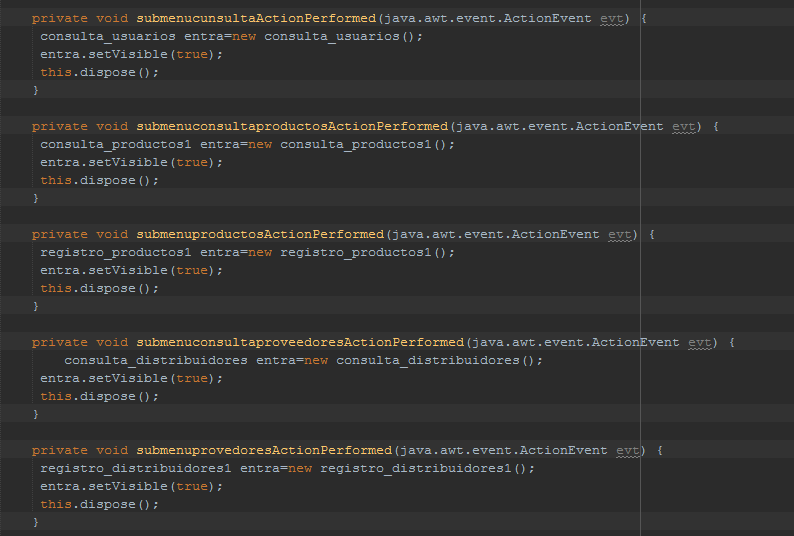 private void submenucunsultaActionPerformed(java.awt.event.ActionEvent evt) {
consulta_usuarios entra=new consulta_usuarios();
entra.setVisible(true);
this.dispose();
}
private void submenuconsultaproductosActionPerformed(java.awt.event.ActionEvent evt) {
consulta_productos1 entra=new consulta_productos1();
entra.setVisible(true);
this.dispose();
}
private void submenuproductosActionPerformed(java.awt.event.ActionEvent evt) {
registro_productos1 entra=new registro_productos1();
entra.setVisible(true);
this.dispose();
}
private void submenuconsultaproveedoresActionPerformed(java.awt.event.ActionEvent evt) {
consulta_distribuidores entra=new consulta_distribuidores();
entra.setVisible(true);
this.dispose();
}
private void submenuprovedoresActionPerformed(java.awt.event.ActionEvent evt) {
registro_distribuidores1 entra=new registro_distribuidores1();
entra.setVisible(true);
this.dispose();
}